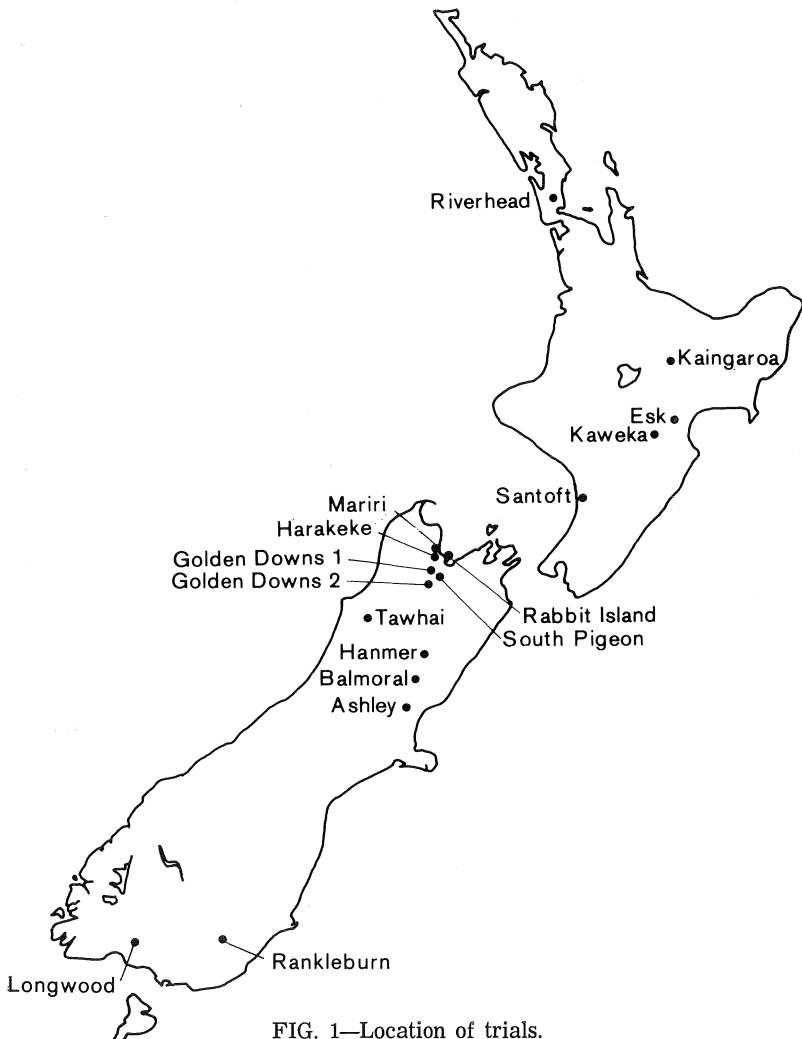 Riverhead
Kaingaroa
Esk
Kaweka
Santoft
Mariri
Harakeke
Golden Downs 1
Golden Downs 2
Rabbit Island
Tawhai
South Pigeon
Hanmer
Balmoral
Ashley
Rankleburn
Longwood
FIG. 1—Location of trials.